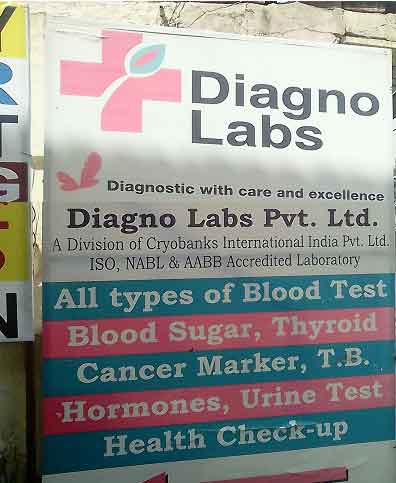 Diagno
Labs
Diagnostic with care and excellence
Diagno Labs Pvt. Ltd.
A Division of Cryobanks International India Pvt. Ltd.
ISO, NABL & AABB Accredited Laboratory
All types of Blood Test
Blood Sugar, Thyroid
Cancer Marker, T.B.
Hormones, Urine Test
Health Check-up